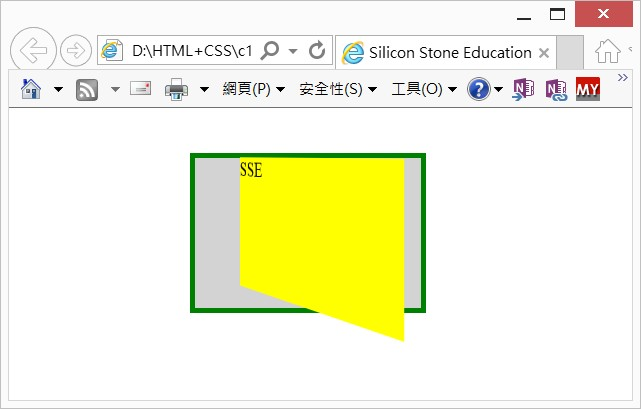 D:\HTML+CSS\c1
Silicon Stone Education
網頁(P) 安全性(S) 工具(O) ? N N MY
SSE